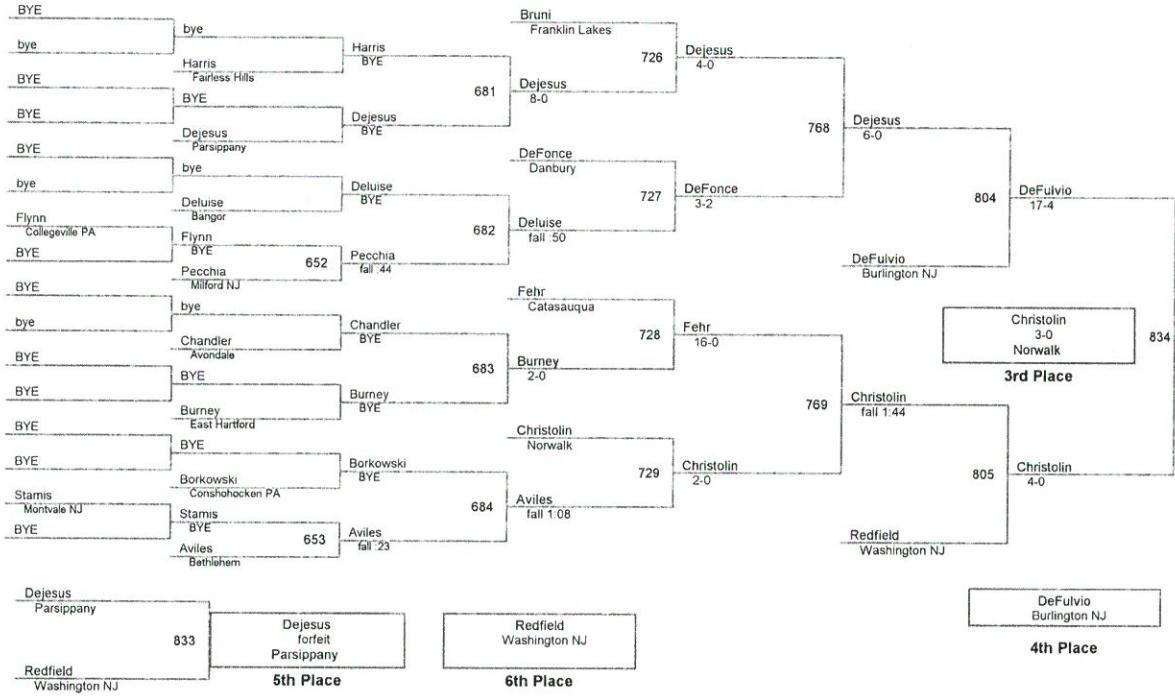 BYE
bye
bye
Harris
Fairless Hills
Harris
BYE
BYE
BYE
BYE
Dejesus
Parsippany
Dejesus
BYE
681
Dejesus
8-0
Bruni
Franklin Lakes
726
Dejesus
4-0
BYE
bye
bye
Deluise
Bangor
Deluise
BYE
Flynn
Collegeville PA
BYE
Flynn
BYE
652
Pecchia
Milford NJ
Pecchia
fall :44
682
Deluise
fall :50
DeFonce
Danbury
727
DeFonce
3-2
768
Dejesus
6-0
804
DeFulvio
Burlington NJ
DeFulvio
17-4
BYE
bye
bye
Chandler
Avondale
Chandler
BYE
BYE
BYE
BYE
Burney
East Hartford
Burney
BYE
683
Burney
2-0
Fehr
Catasauqua
728
Fehr
16-0
BYE
BYE
BYE
Borkowski
Conshohocken PA
Borkowski
BYE
Stamis
Montvale NJ
BYE
Stamis
BYE
653
Aviles
Bethlehem
Aviles
fall :23
684
Aviles
fall 1:08
Christolin
Norwalk
729
Christolin
2-0
769
Christolin
fall 1:44
805
Redfield
Washington NJ
Christolin
4-0
834
Christolin
3-0
Norwalk
3rd Place
Dejesus
Parsippany
833
Redfield
Washington NJ
Dejesus
forfeit
Parsippany
5th Place
Redfield
Washington NJ
6th Place
DeFulvio
Burlington NJ
4th Place